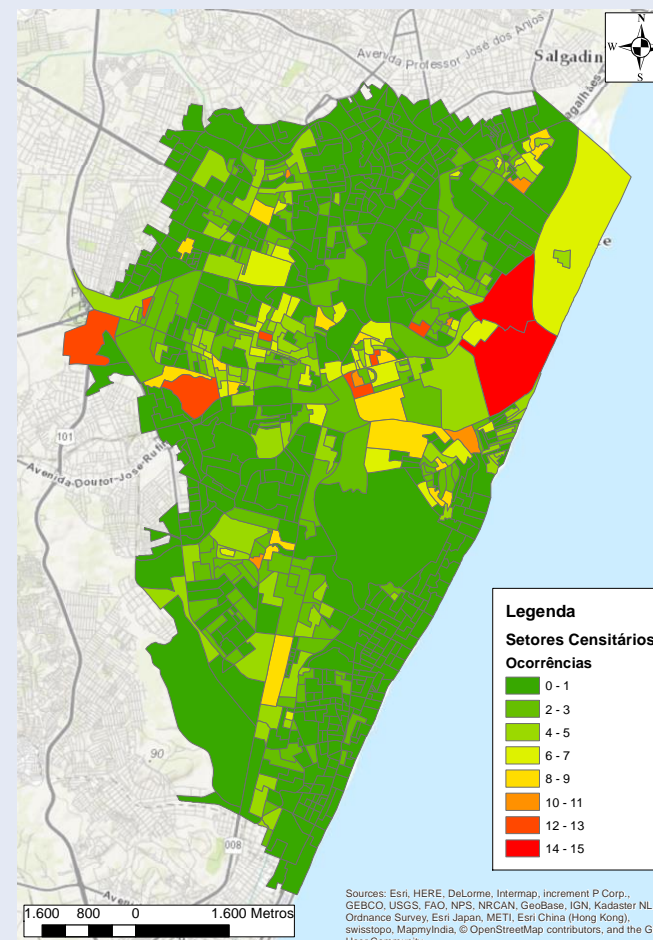 Avenida Professor José dos Anjos
Salgadin
N
W
S
agalhães
e
101
Avenida-Doutor-Jose-Rufin
90
008
Legenda
Setores Censitários
Ocorrências
0 - 1
2 - 3
4 - 5
6 - 7
8 - 9
10 - 11
12 - 13
14 - 15
1.600 800 0 1.600 Metros
Sources: Esri, HERE, DeLorme, Intermap, increment P Corp.,
GEBCO, USGS, FAO, NPS, NRCAN, GeoBase, IGN, Kadaster NL
Ordnance Survey, Esri Japan, METI, Esri China (Hong Kong),
swisstopo, MapmyIndia, © OpenStreetMap contributors, and the G